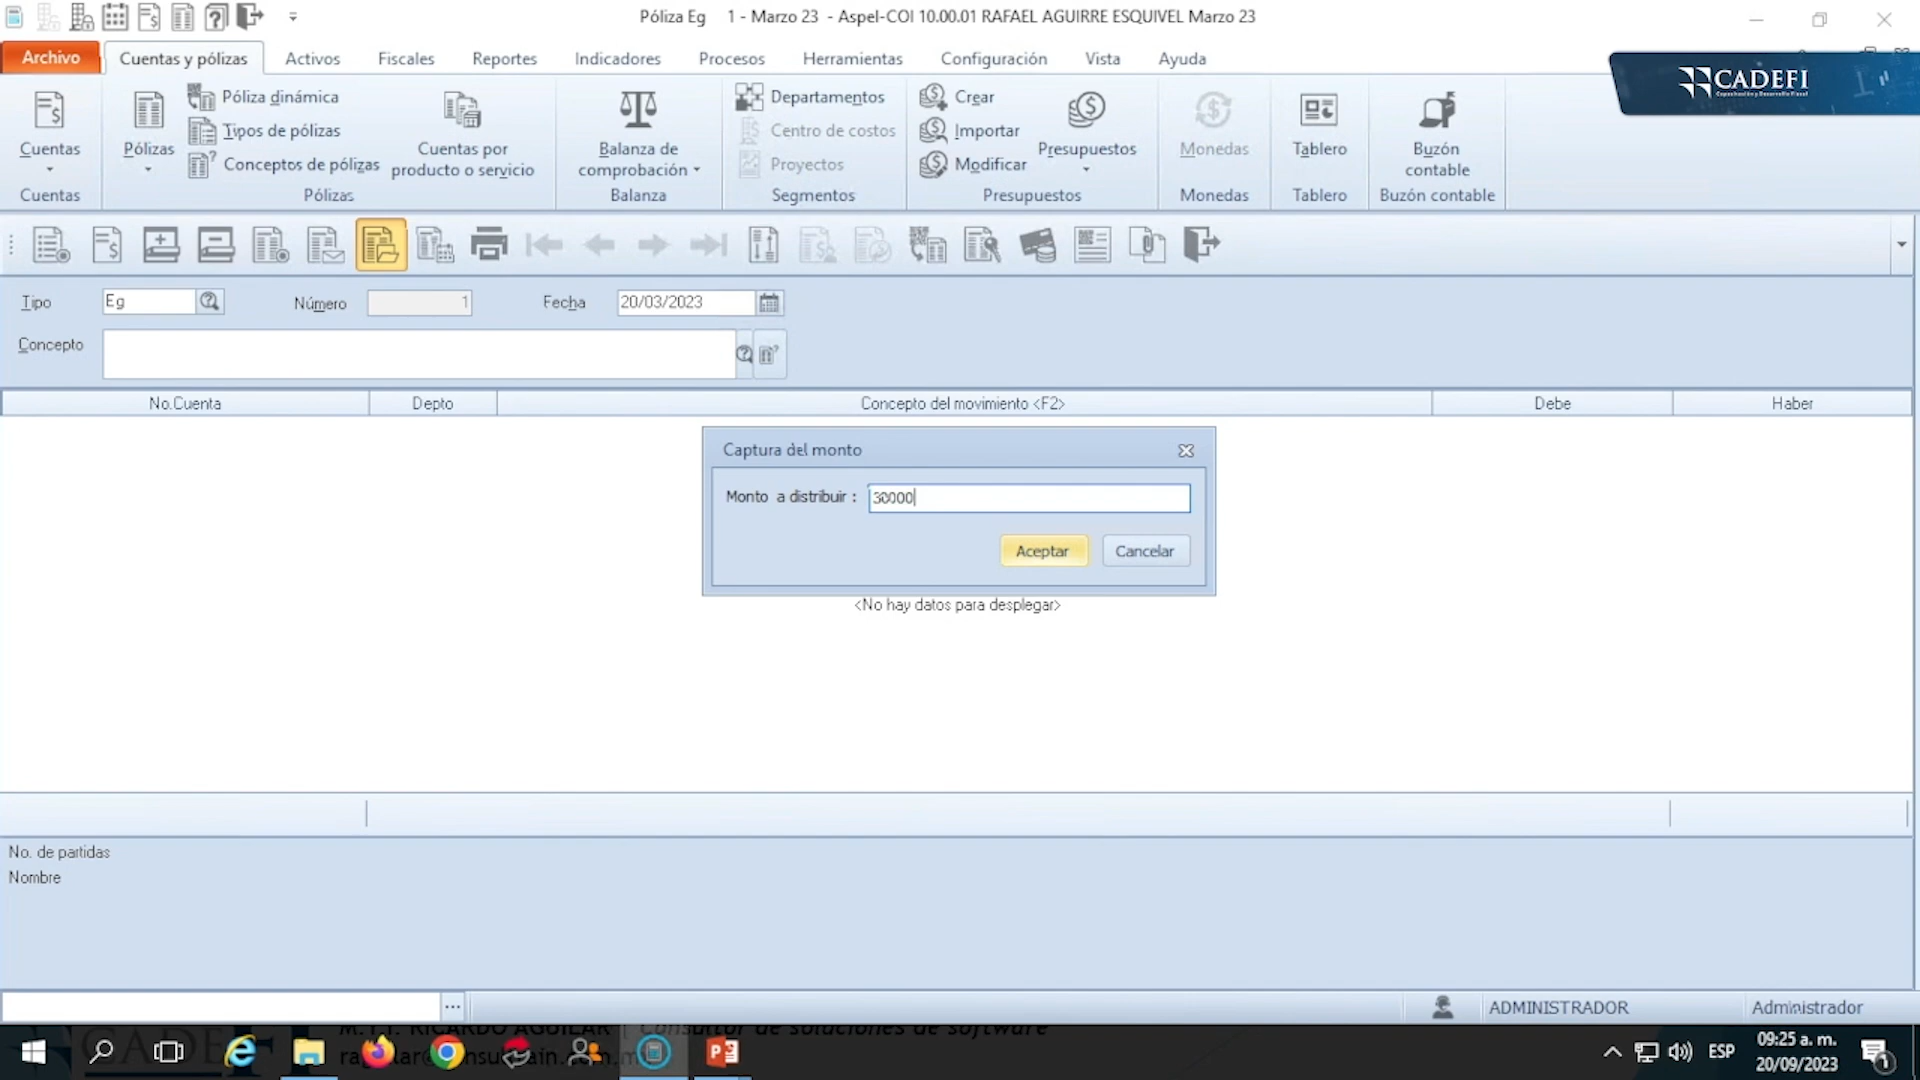 Póliza Eg 1 - Marzo 23 - Aspel-COI 10.00.01 RAFAEL AGUIRRE ESQUIVEL Marzo 23
Archivo Cuentas y pólizas Activos Fiscales Reportes Indicadores Procesos Herramientas Configuración Vista Ayuda
CADEFI
Capacitación y Desarrollo Fiscal
Póliza dinámica Departamentos Crear
Tipos de pólizas Centro de costos Importar
Cuentas Pólizas Cuentas por Balanza de Presupuestos Monedas Tablero Buzón
Conceptos de pólizas producto o servicio comprobación Proyectos Modificar contable
Cuentas Pólizas Balanza Segmentos Presupuestos Monedas Tablero Buzón contable
Tipo Eg Número 1 Fecha 20/03/2023
Concepto
No.Cuenta Depto Concepto del movimiento <F2> Debe Haber
Captura del monto
Monto a distribuir : 30000
Aceptar Cancelar
<No hay datos para desplegar>
No. de partidas
Nombre
... ADMINISTRADOR Administrador
M.T.I. RICARDO AGUILAR | Consultor de soluciones de software
ESP 09:25 a. m.
20/09/2023 1